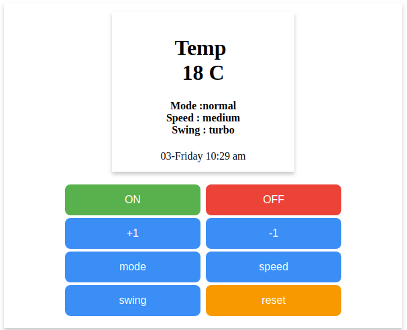 Temp
18 C
Mode :normal
Speed : medium
Swing : turbo
03-Friday 10:29 am
ON OFF
+1 -1
mode speed
swing reset